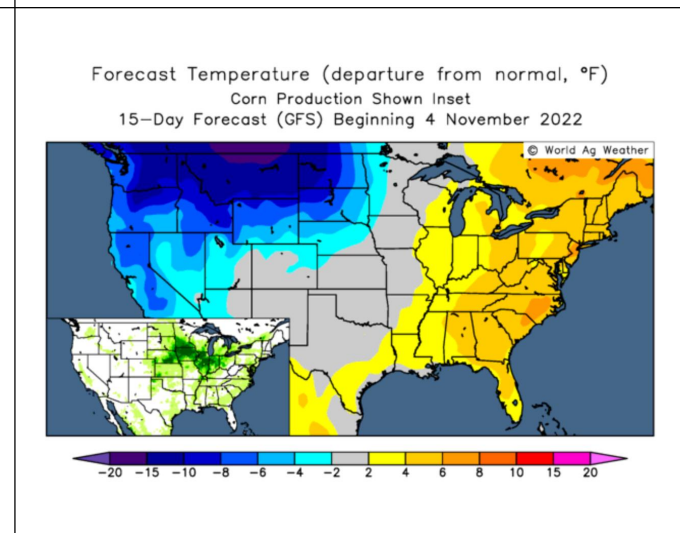 Forecast Temperature (departure from normal, °F)
Corn Production Shown Inset
15-Day Forecast (GFS) Beginning 4 November 2022
© World Ag Weather
-20 -15 -10 -8 -6 -4 -2 2 4 6 8 10 15 20